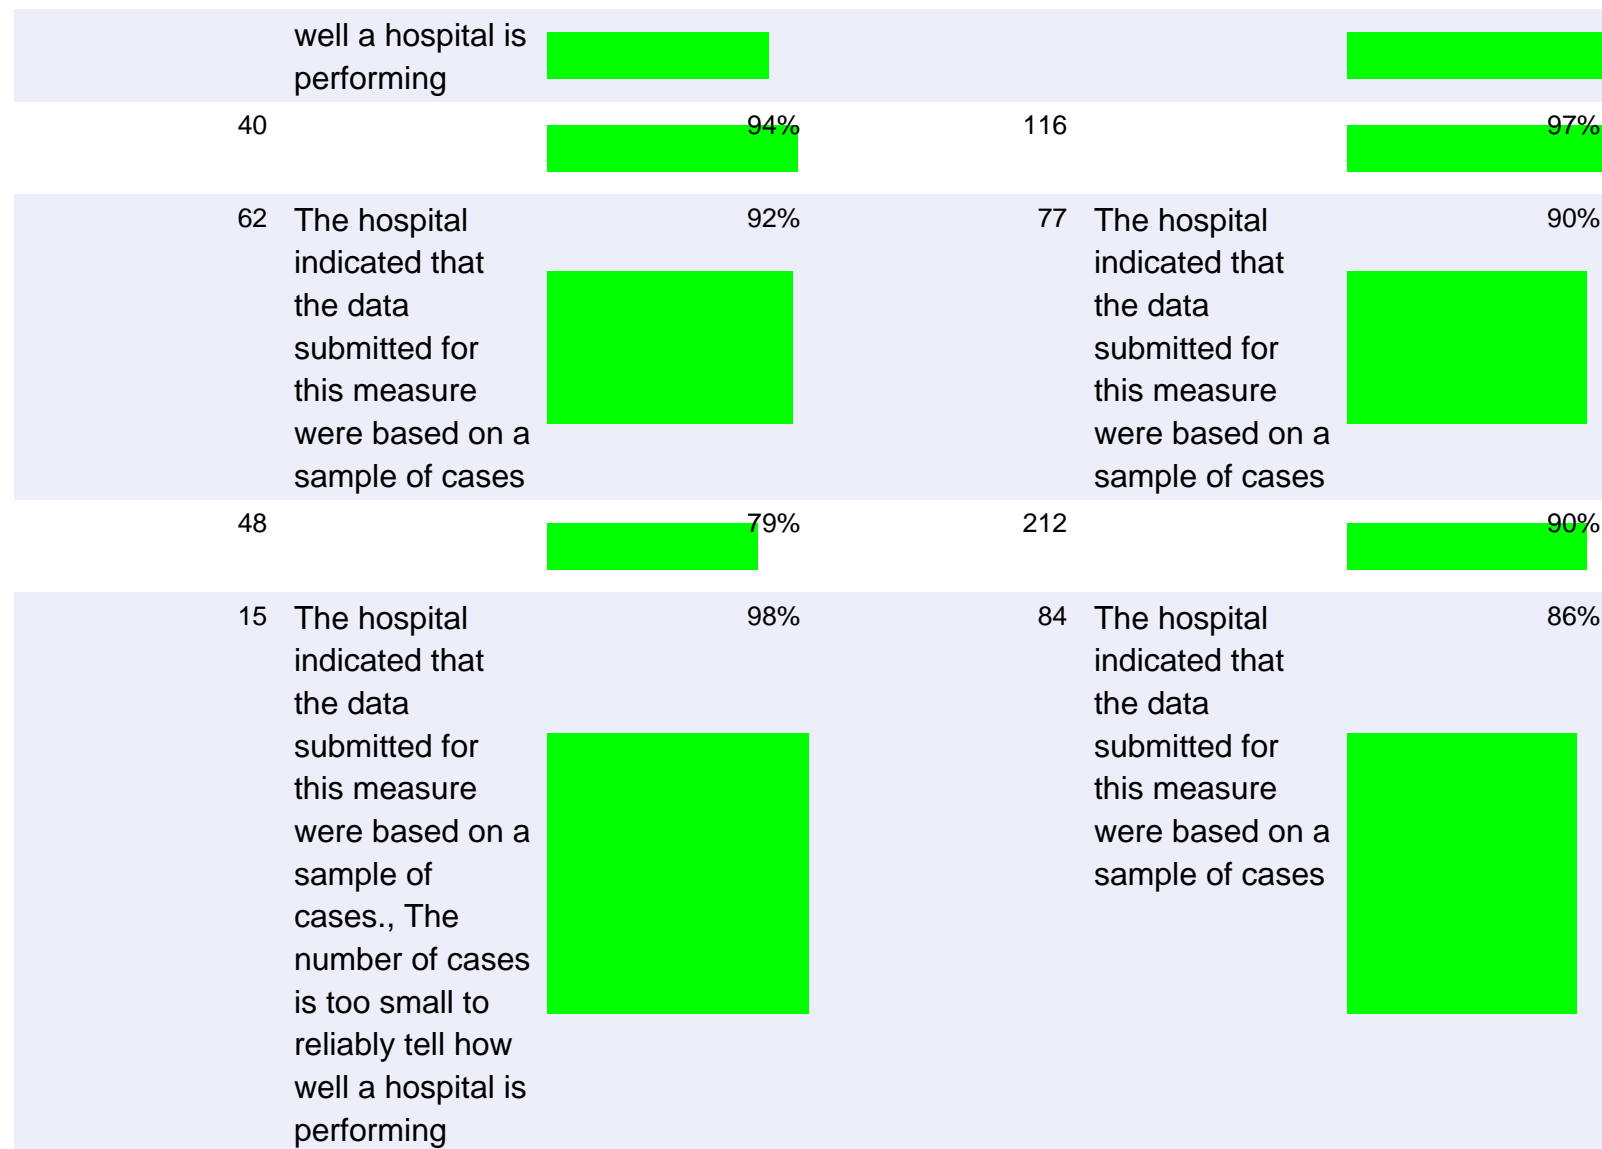 well a hospital is
performing
40 94% 116 97%
62 The hospital 92% 77 The hospital 90%
indicated that indicated that
the data the data
submitted for submitted for
this measure this measure
were based on a were based on a
sample of cases sample of cases
48 79% 212 90%
15 The hospital 98% 84 The hospital 86%
indicated that indicated that
the data the data
submitted for submitted for
this measure this measure
were based on a were based on a
sample of sample of cases
cases., The
number of cases
is too small to
reliably tell how
well a hospital is
performing